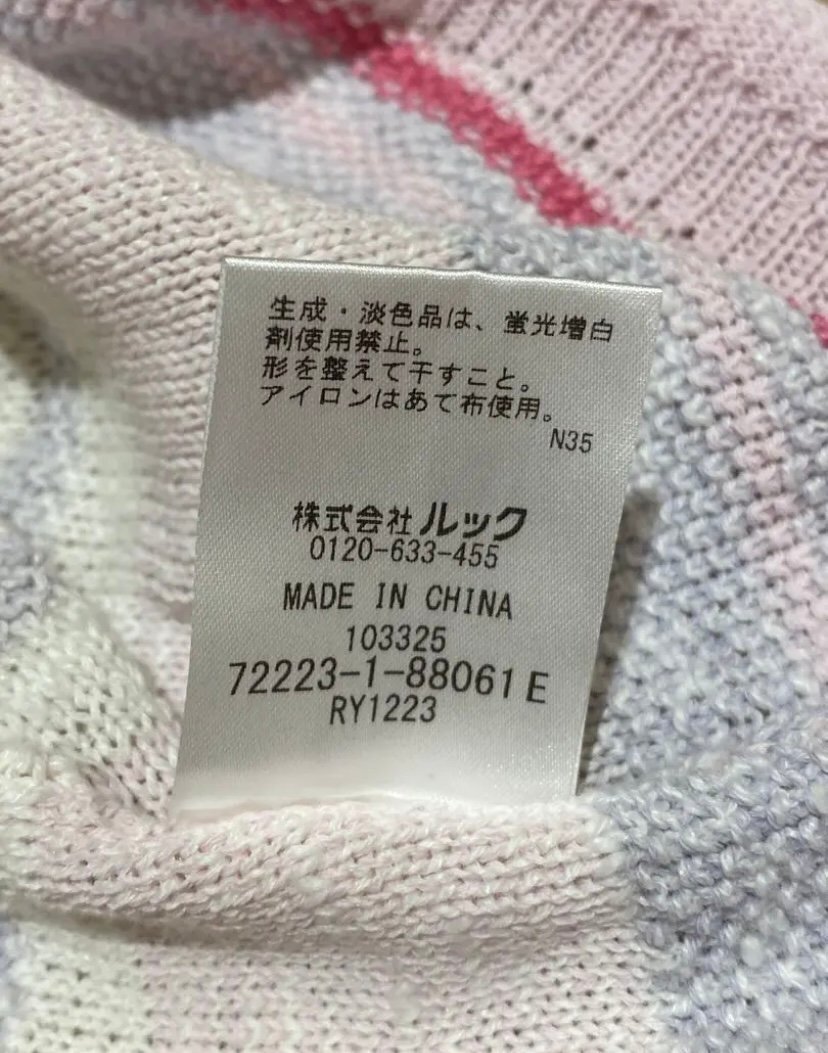 生成・淡色品は、蛍光増白
剤使用禁止。
形を整えて干すこと。
アイロンはあて布使用。
N35
株式会社ルック
0120-633-455
MADE IN CHINA
103325
72223-1-88061E
RY1223